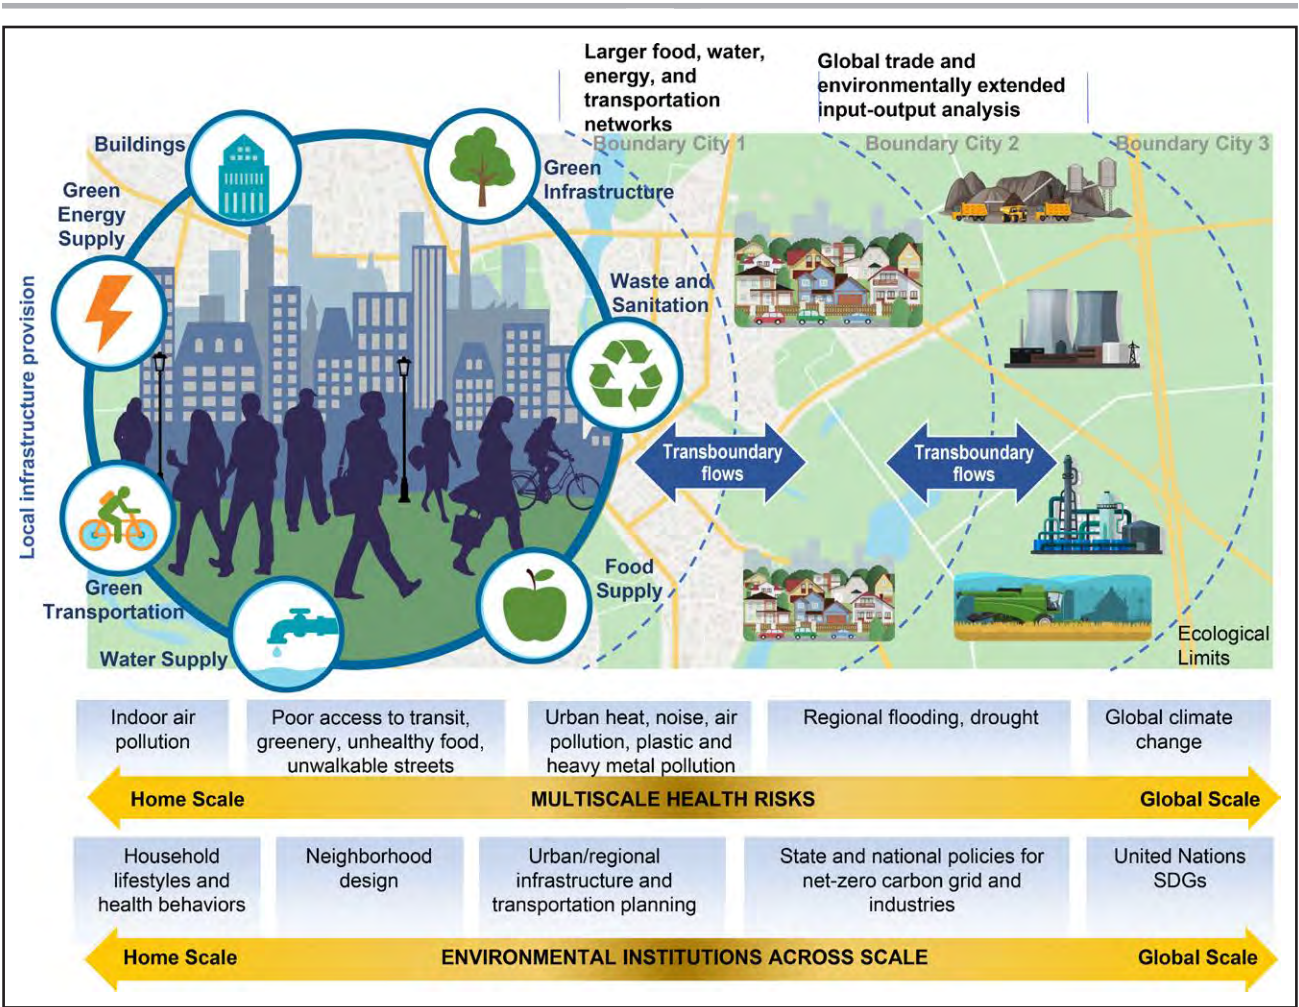 Larger food, water,
energy, and
transportation
networks
Global trade and
environmentally extended
input-output analysis
Boundary City 1
Boundary City 2
Boundary City 3
Buildings
Green
Infrastructure
Green
Energy
Supply
Waste and
Sanitation
Local infrastructure provision
Transboundary
flows
Transboundary
flows
Green
Transportation
Food
Supply
Water Supply
Ecological
Limits
Indoor air
pollution
Poor access to transit,
greenery, unhealthy food,
unwalkable streets
Urban heat, noise, air
pollution, plastic and
heavy metal pollution
Regional flooding, drought
Global climate
change
Home Scale
MULTISCALE HEALTH RISKS
Global Scale
Household
lifestyles and
health behaviors
Neighborhood
design
Urban/regional
infrastructure and
transportation planning
State and national policies for
net-zero carbon grid and
industries
United Nations
SDGs
Home Scale
ENVIRONMENTAL INSTITUTIONS ACROSS SCALE
Global Scale